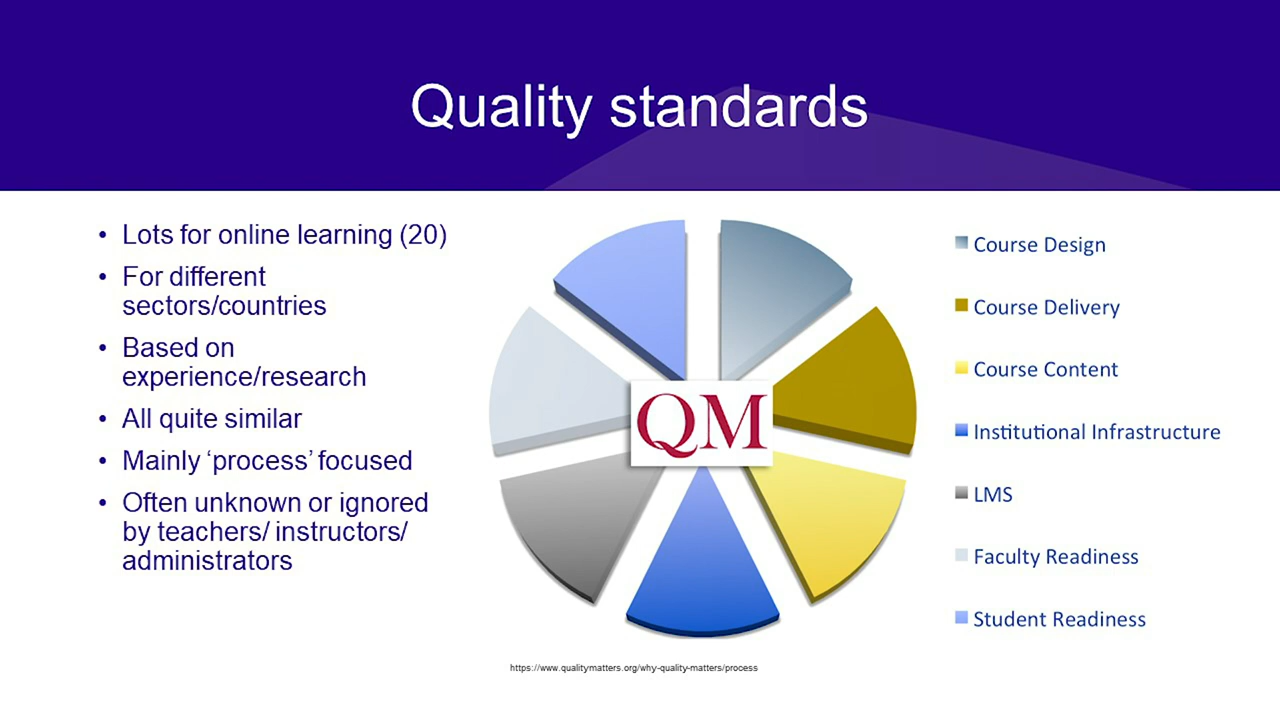 Quality standards
• Lots for online learning (20)
• For different
sectors/countries
• Based on
experience/research
• All quite similar
• Mainly ‘process’ focused
• Often unknown or ignored
by teachers/ instructors/
administrators
QM
Course Design
Course Delivery
Course Content
Institutional Infrastructure
LMS
Faculty Readiness
Student Readiness
https://www.qualitymatters.org/why-quality-matters/process